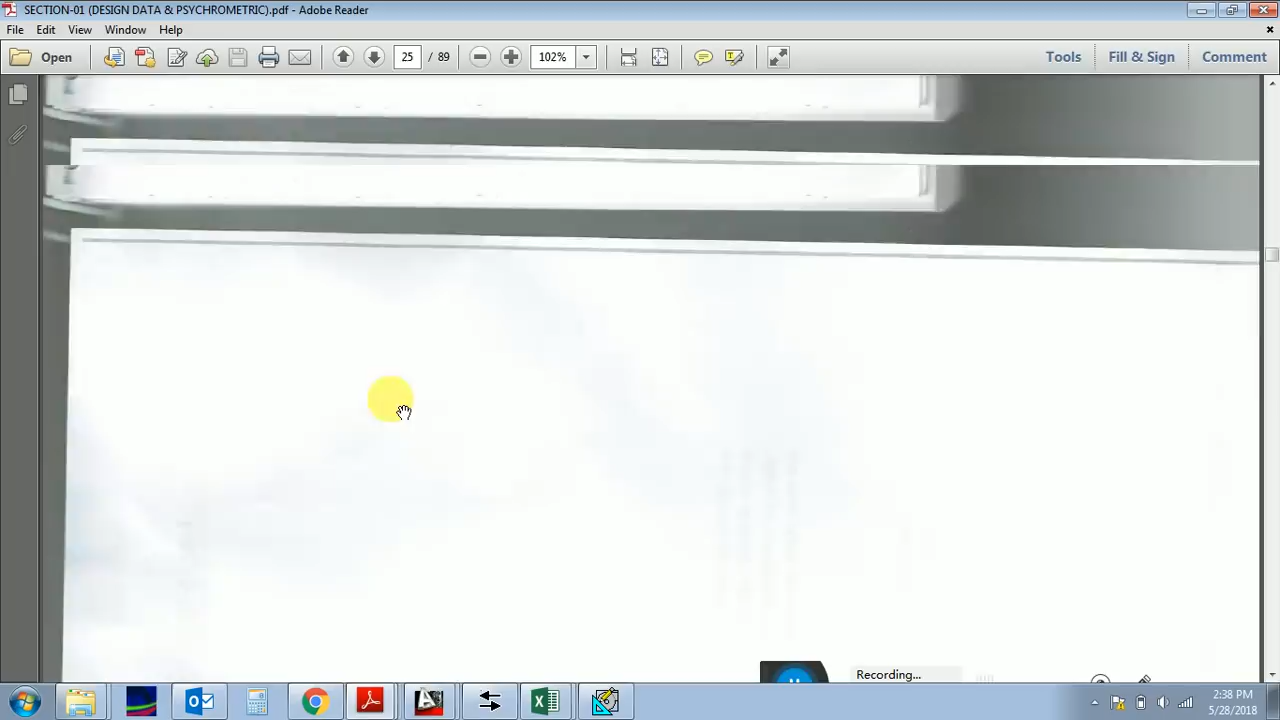 SECTION-01 (DESIGN DATA & PSYCHROMETRIC).pdf - Adobe Reader
File Edit View Window Help
Open 25 / 89 102% Tools Fill & Sign Comment
Recording...
2:38 PM
5/28/2018